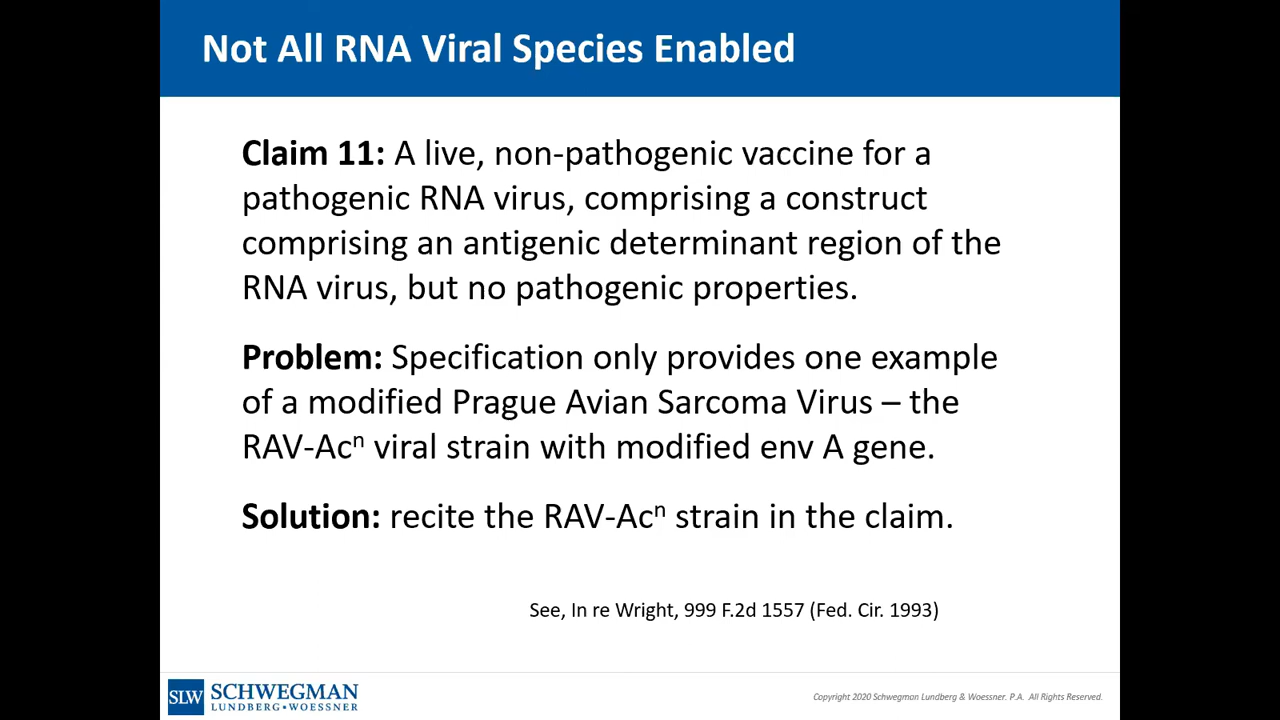 Not All RNA Viral Species Enabled
Claim 11: A live, non-pathogenic vaccine for a
pathogenic RNA virus, comprising a construct
comprising an antigenic determinant region of the
RNA virus, but no pathogenic properties.
Problem: Specification only provides one example
of a modified Prague Avian Sarcoma Virus – the
RAV-Acⁿ viral strain with modified env A gene.
Solution: recite the RAV-Acⁿ strain in the claim.
See, In re Wright, 999 F.2d 1557 (Fed. Cir. 1993)
SLW SCHWEGMAN
LUNDBERG • WOESSNER
Copyright 2020 Schwegman Lundberg & Woessner. P.A. All Rights Reserved.